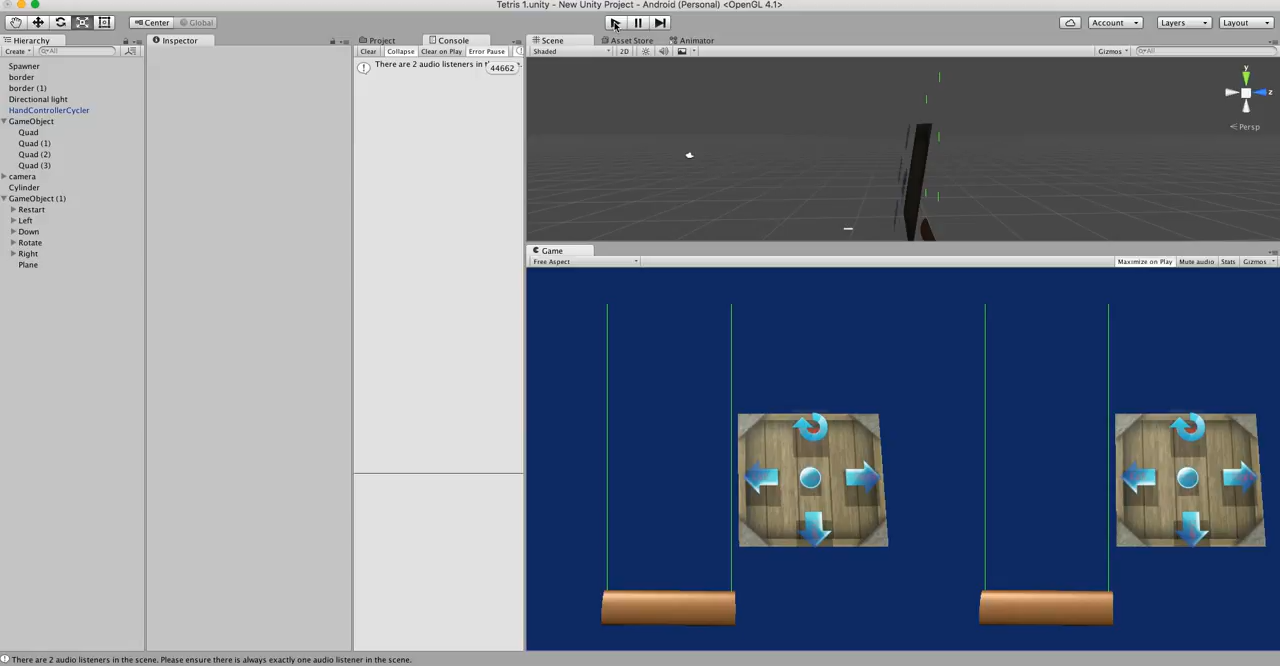 Tetris 1.unity - New Unity Project - Android (Personal) <OpenGL 4.1>
Center Global Account Layers Layout
Hierarchy
Create All
Spawner
border
border (1)
Directional light
HandControllerCycler
GameObject
Quad
Quad (1)
Quad (2)
Quad (3)
camera
Cylinder
GameObject (1)
Restart
Left
Down
Rotate
Right
Plane
Inspector
Project Console
Clear Collapse Clear on Play Error Pause
There are 2 audio listeners in th
44662
Scene Asset Store Animator
Shaded 2D Gizmos All
y
z
Persp
Game
Free Aspect Maximize on Play Mute audio Stats Gizmos
There are 2 audio listeners in the scene. Please ensure there is always exactly one audio listener in the scene.